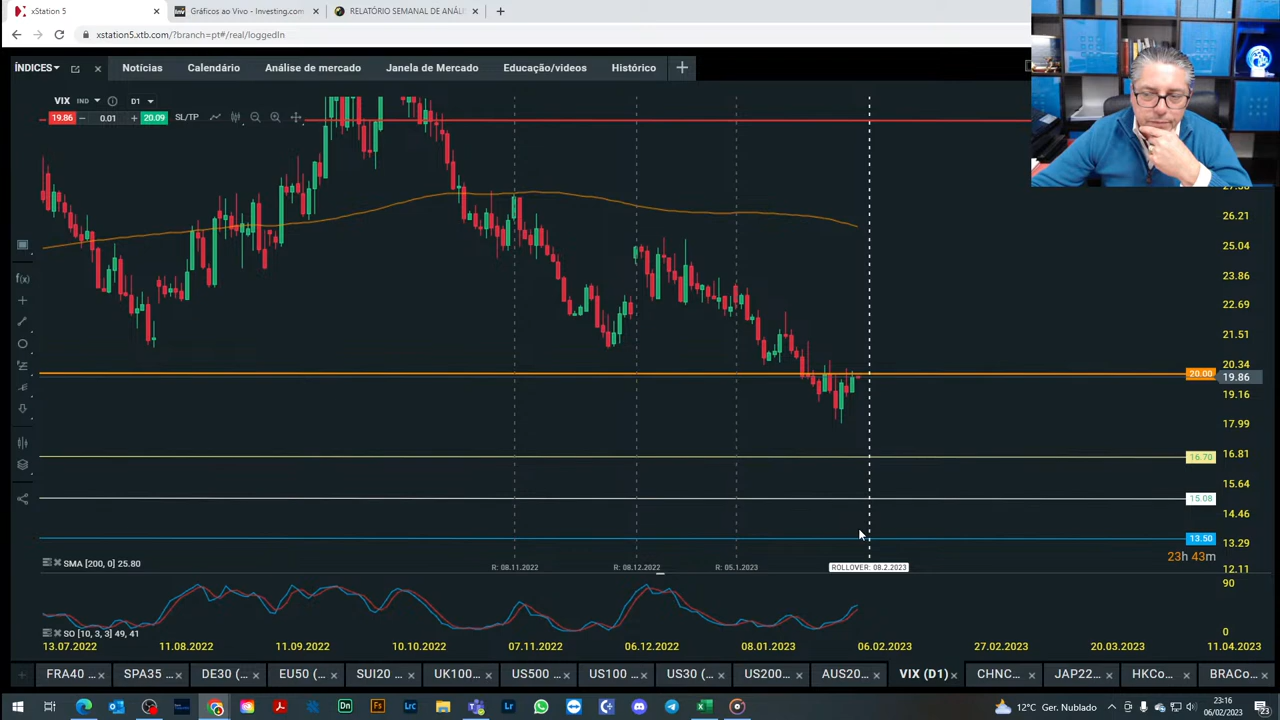 xStation 5
Gráficos ao Vivo - Investing.com
RELATÓRIO SEMANAL DE ANÁL
xstation5.xtb.com/?branch=pt#/real/loggedIn
ÍNDICES
Notícias
Calendário
Análise de mercado
Janela de Mercado
Educação/videos
Histórico
VIX IND D1
19.86 0.01 20.09 SL/TP
26.21
25.04
23.86
22.69
21.51
20.34
20.00
19.86
19.16
17.99
16.81
16.70
15.64
15.08
14.46
13.50
13.29
23h 43m
12.11
SMA [200, 0] 25.80
R: 08.11.2022
R: 08.12.2022
R: 05.1.2023
ROLLOVER: 08.2.2023
90
0
SO [10, 3, 3] 49, 41
13.07.2022
11.08.2022
11.09.2022
10.10.2022
07.11.2022
06.12.2022
08.01.2023
06.02.2023
27.02.2023
20.03.2023
11.04.2023
FRA40 ...
SPA35 ...
DE30 (...
EU50 (...
SUI20 ...
UK100 ...
US500 ...
US100 ...
US30 (...
US200...
AUS20...
VIX (D1)
CHNC...
JAP22...
HKCo...
BRACo...
12°C Ger. Nublado
23:16
06/02/2023